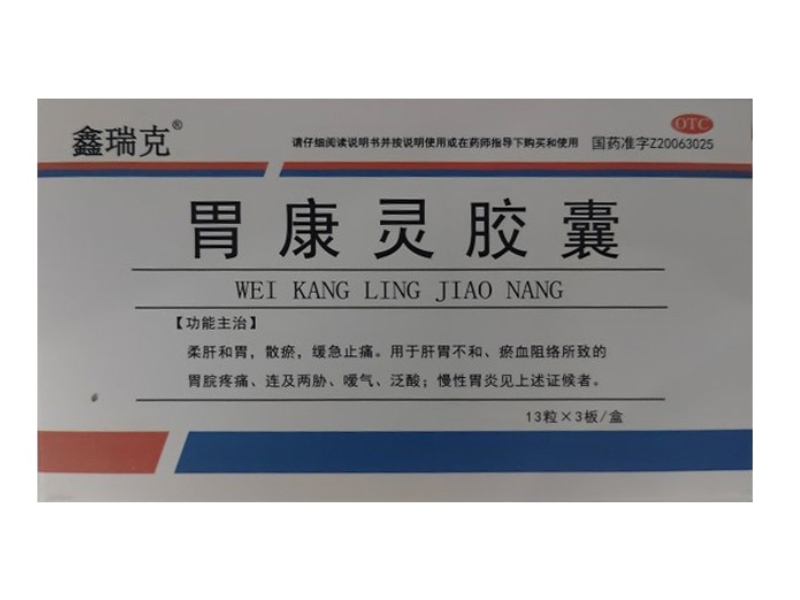 鑫瑞克®
OTC
请仔细阅读说明书并按说明使用或在药师指导下购买和使用 国药准字Z20063025
胃康灵胶囊
WEI KANG LING JIAO NANG
【功能主治】
柔肝和胃，散瘀，缓急止痛。用于肝胃不和、瘀血阻络所致的
胃脘疼痛、连及两胁、嗳气、泛酸；慢性胃炎见上述证候者。
13粒×3板/盒